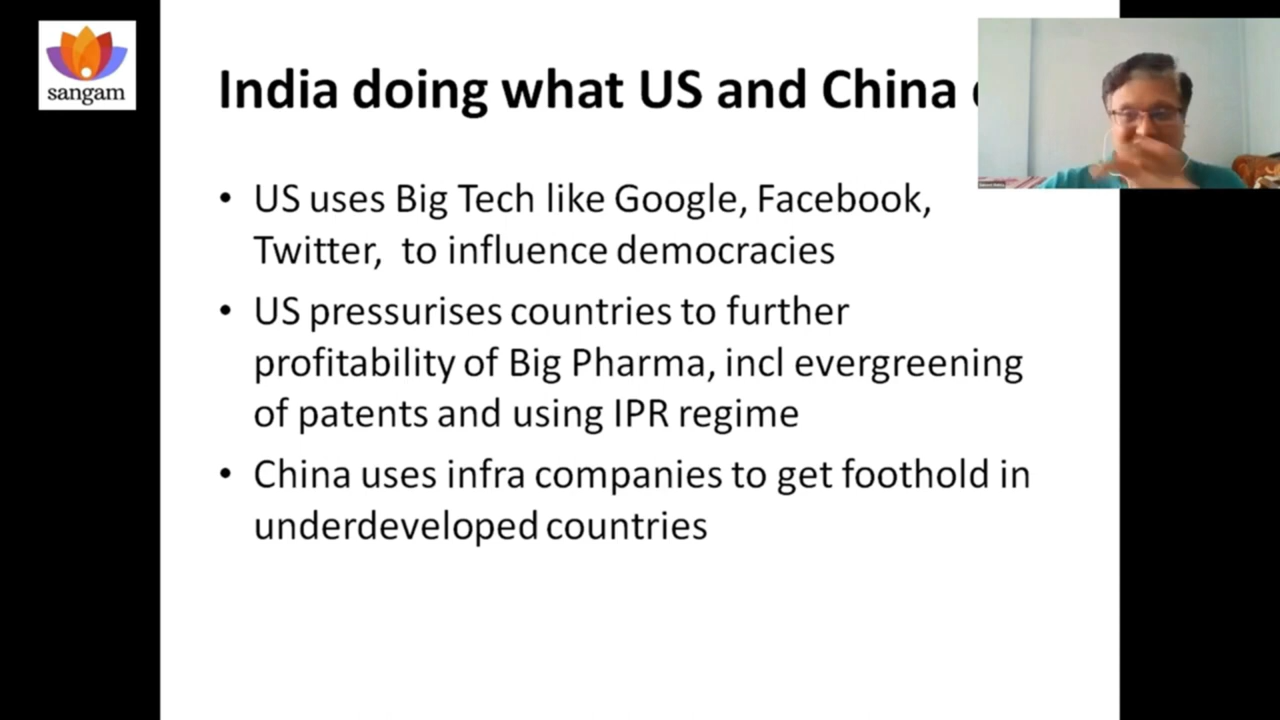 sangam
India doing what US and China
• US uses Big Tech like Google, Facebook,
Twitter, to influence democracies
• US pressurises countries to further
profitability of Big Pharma, incl evergreening
of patents and using IPR regime
• China uses infra companies to get foothold in
underdeveloped countries